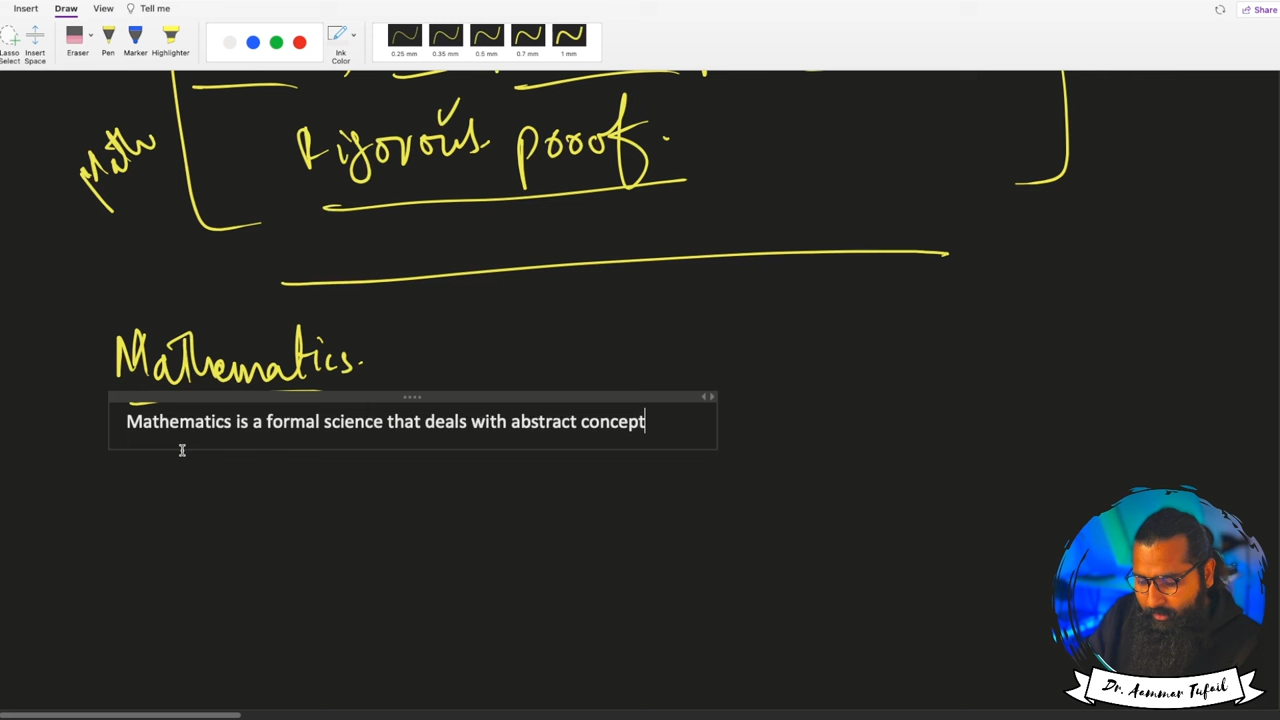 Insert Draw View Tell me
Share
Lasso Select
Insert Space
Eraser
Pen
Marker
Highlighter
Ink Color
0.25 mm
0.35 mm
0.5 mm
0.7 mm
1 mm
Math
Rigorous proof.
Mathematics.
Mathematics is a formal science that deals with abstract concept
Dr. Aammar Tufail